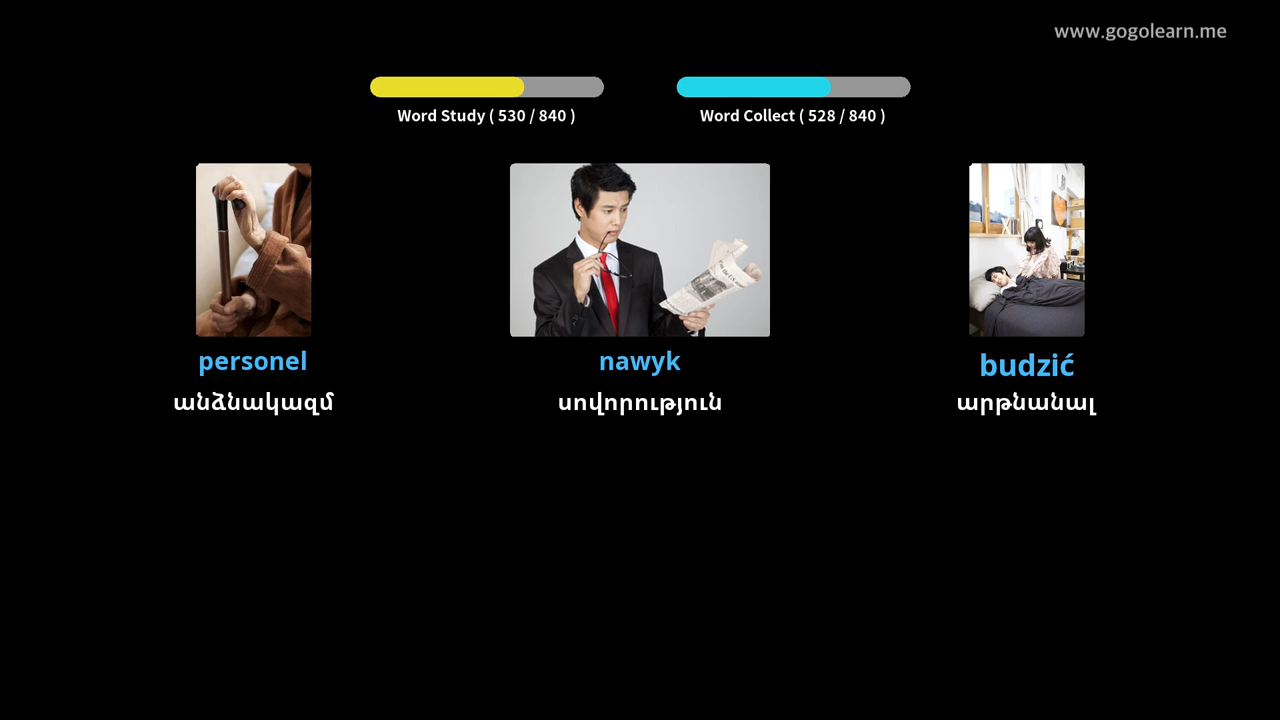 www.gogolearn.me
Word Study ( 530 / 840 )
Word Collect ( 528 / 840 )
personel
nawyk
budzić
անձնակազմ
սովորություն
արթնանալ